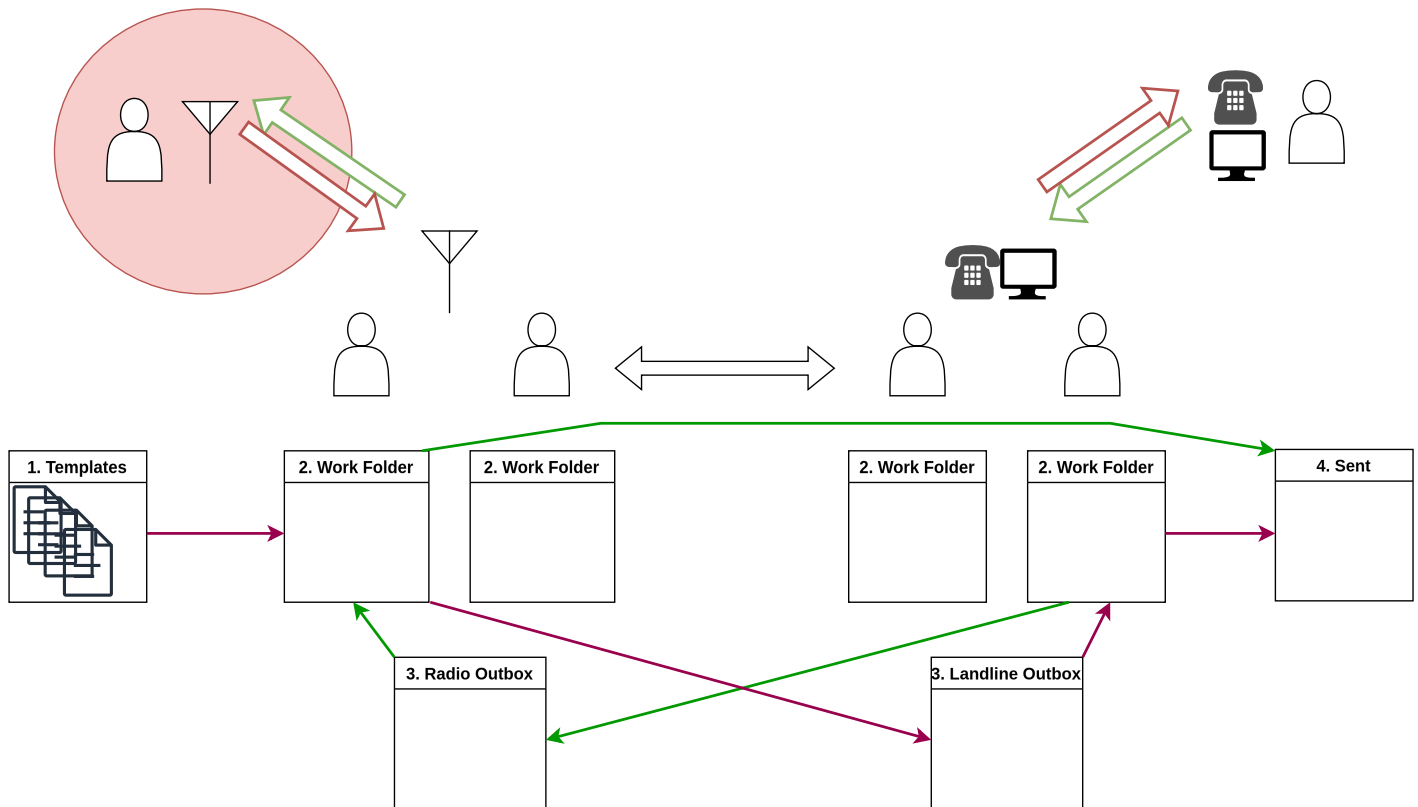 1. Templates
2. Work Folder
2. Work Folder
2. Work Folder
2. Work Folder
4. Sent
3. Radio Outbox
3. Landline Outbox